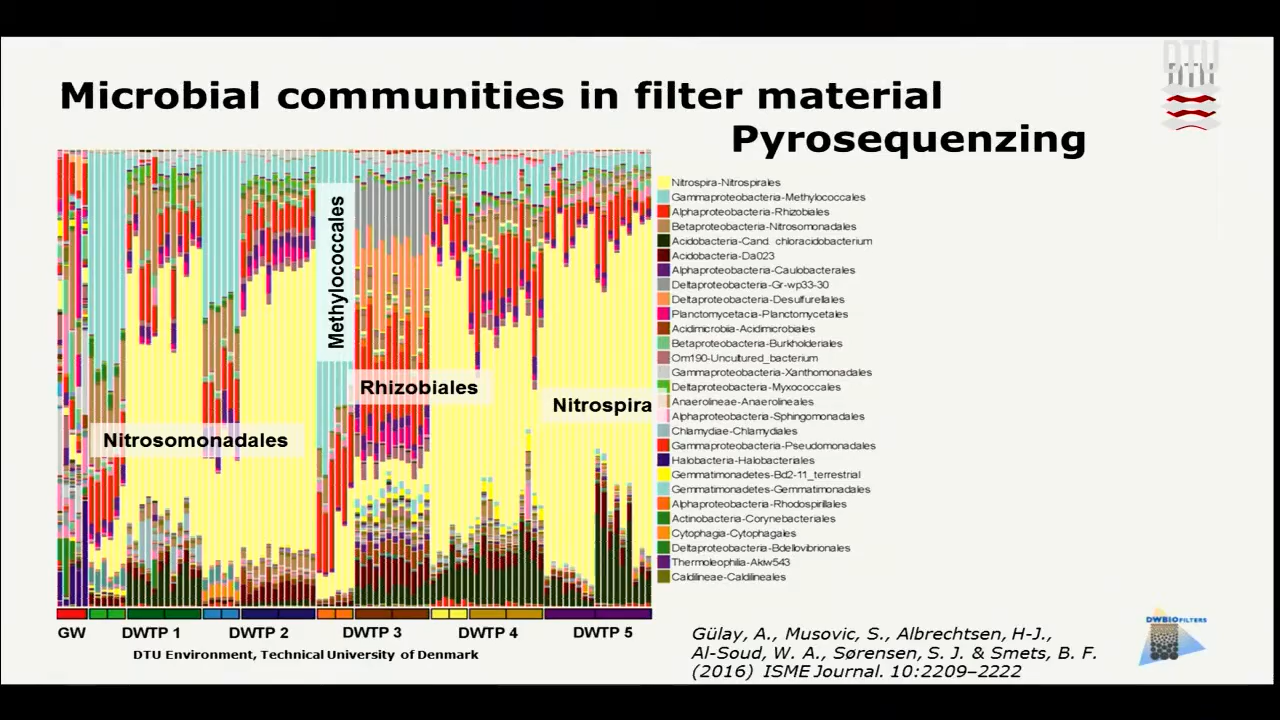 DTU
Microbial communities in filter material
Pyrosequenzing
Methylococcales
Rhizobiales
Nitrospira
Nitrosomonadales
Nitrospira-Nitrospirales
Gammaproteobacteria-Methylococcales
Alphaproteobacteria-Rhizobiales
Betaproteobacteria-Nitrosomonadales
Acidobacteria-Cand. chloracidobacterium
Acidobacteria-Da023
Alphaproteobacteria-Caulobacterales
Deltaproteobacteria-Gr-wp33-30
Deltaproteobacteria-Desulfurellales
Planctomycetacia-Planctomycetales
Acidimicrobia-Acidimicrobiales
Betaproteobacteria-Burkholderiales
Om190-Uncultured_bacterium
Gammaproteobacteria-Xanthomonadales
Deltaproteobacteria-Myxococcales
Anaerolineae-Anaerolineales
Alphaproteobacteria-Sphingomonadales
Chlamydiae-Chlamydiales
Gammaproteobacteria-Pseudomonadales
Halobacteria-Halobacteriales
Gemmatimonadetes-Bd2-11_terrestrial
Gemmatimonadetes-Gemmatimonadales
Alphaproteobacteria-Rhodospirillales
Actinobacteria-Corynebacteriales
Cytophagia-Cytophagales
Deltaproteobacteria-Bdellovibrionales
Thermoleophilia-Akiw543
Caldilineae-Caldilineales
GW DWTP 1 DWTP 2 DWTP 3 DWTP 4 DWTP 5
DTU Environment, Technical University of Denmark
Gülay, A., Musovic, S., Albrechtsen, H-J.,
Al-Soud, W. A., Sørensen, S. J. & Smets, B. F.
(2016) ISME Journal. 10:2209–2222
DWBIOFILTERS